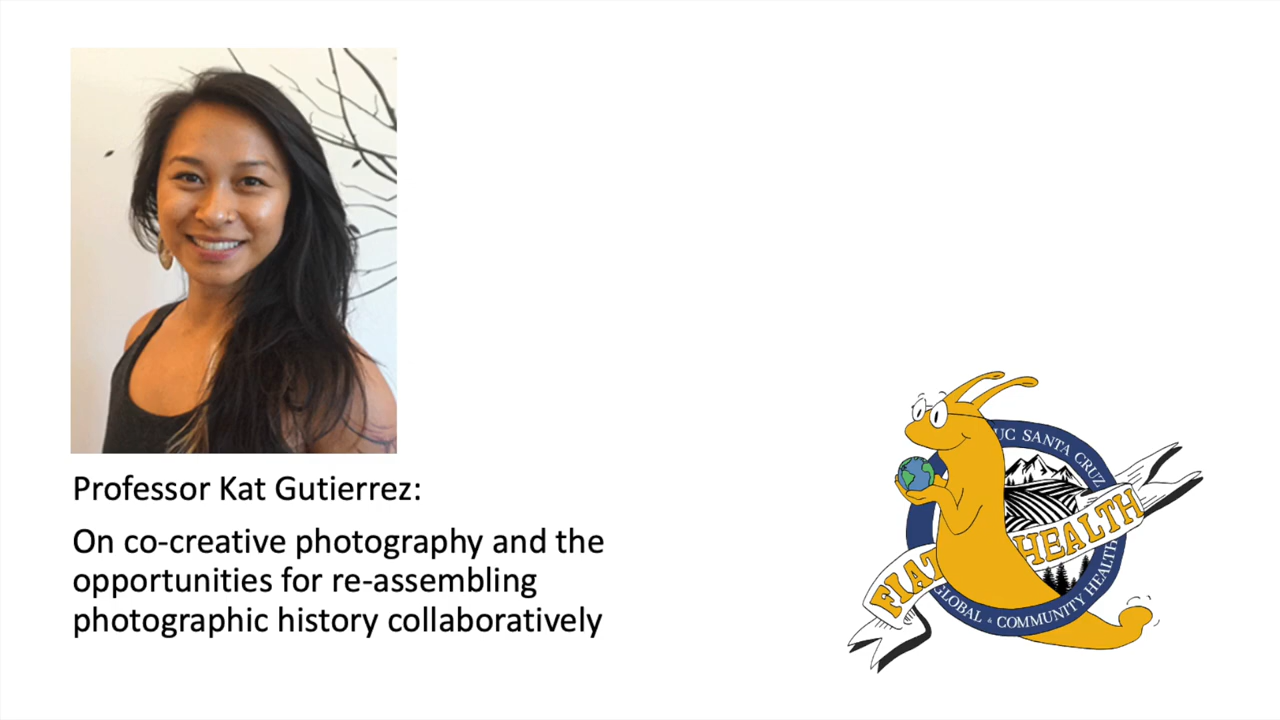 Professor Kat Gutierrez:
On co-creative photography and the
opportunities for re-assembling
photographic history collaboratively
UC SANTA CRUZ
FIAT HEALTH
GLOBAL & COMMUNITY HEALTH